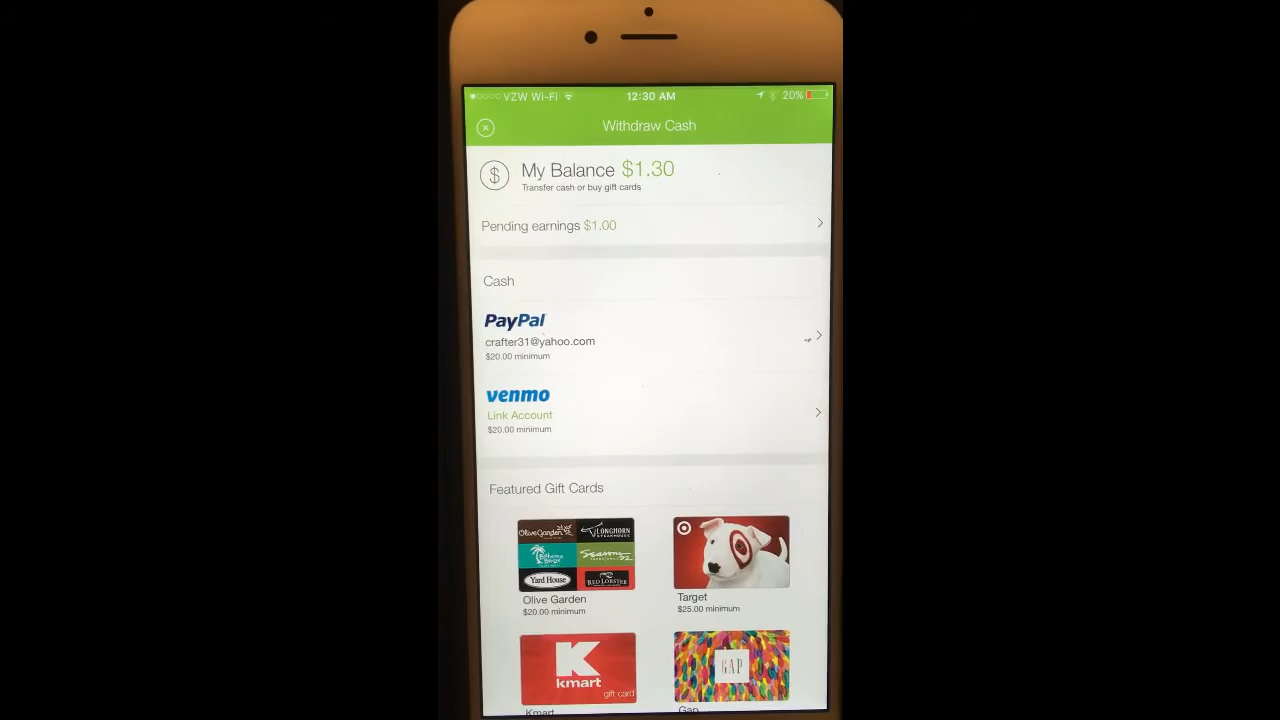 VZW Wi-Fi 12:30 AM 20%
Withdraw Cash
My Balance $1.30
Transfer cash or buy gift cards
Pending earnings $1.00
Cash
PayPal
crafter31@yahoo.com
$20.00 minimum
venmo
Link Account
$20.00 minimum
Featured Gift Cards
Olive Garden LONGHORN
STEAKHOUSE
Bahama Breeze Seasons 52
Yard House RED LOBSTER
Olive Garden
$20.00 minimum
Target
$25.00 minimum
K
kmart
gift card
GAP
Kmart
Gap